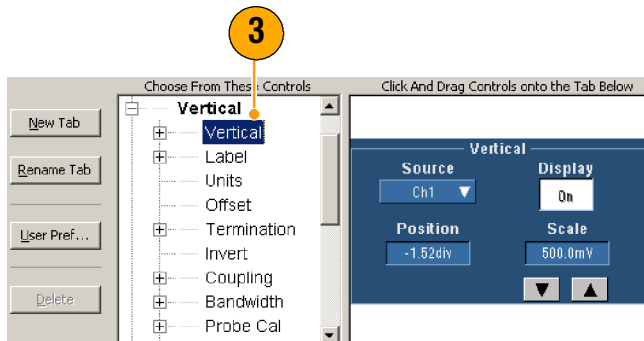 3
Choose From These Controls
Click And Drag Controls onto the Tab Below
New Tab
Rename Tab
User Pref...
Delete
Vertical
Vertical
Label
Units
Offset
Termination
Invert
Coupling
Bandwidth
Probe Cal
Vertical
Source
Display
Ch1
On
Position
Scale
-1.52div
500.0mV